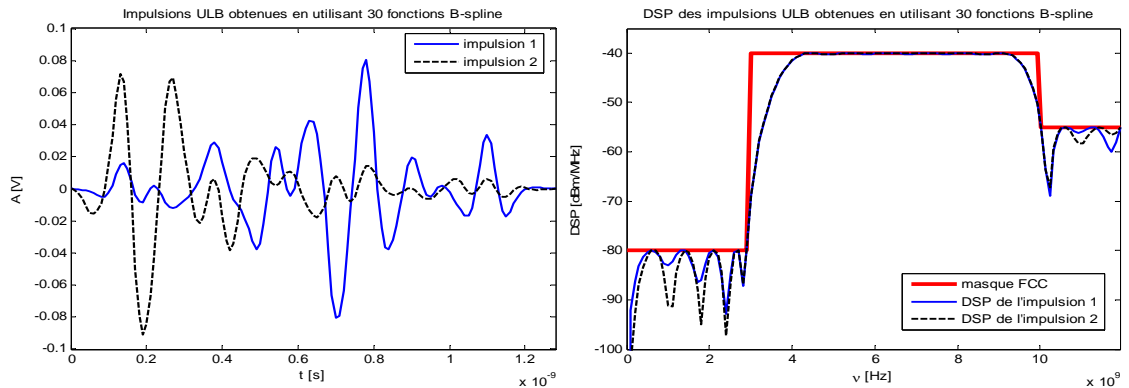 Impulsions ULB obtenues en utilisant 30 fonctions B-spline
0.1
0.08
0.06
0.04
0.02
0
-0.02
-0.04
-0.06
-0.08
-0.1
A [V]
0
0.2
0.4
0.6
0.8
1
1.2
t [s]
x 10⁻⁹
impulsion 1
impulsion 2
DSP des impulsions ULB obtenues en utilisant 30 fonctions B-spline
-40
-50
-60
-70
-80
-90
-100
DSP [dBm/MHz]
0
2
4
6
8
10
ν [Hz]
x 10⁹
masque FCC
DSP de l'impulsion 1
DSP de l'impulsion 2